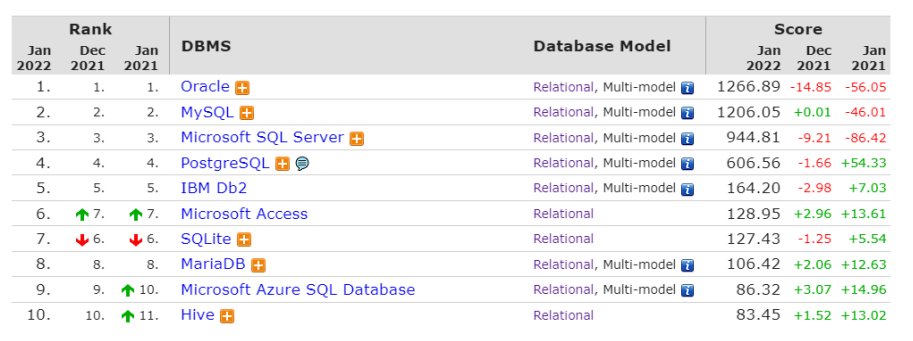 Rank Score
Jan 2022 Dec 2021 Jan 2021 DBMS Database Model Jan 2022 Dec 2021 Jan 2021
1. 1. 1. Oracle Relational, Multi-model 1266.89 -14.85 -56.05
2. 2. 2. MySQL Relational, Multi-model 1206.05 +0.01 -46.01
3. 3. 3. Microsoft SQL Server Relational, Multi-model 944.81 -9.21 -86.42
4. 4. 4. PostgreSQL Relational, Multi-model 606.56 -1.66 +54.33
5. 5. 5. IBM Db2 Relational, Multi-model 164.20 -2.98 +7.03
6. 7. 7. Microsoft Access Relational 128.95 +2.96 +13.61
7. 6. 6. SQLite Relational 127.43 -1.25 +5.54
8. 8. 8. MariaDB Relational, Multi-model 106.42 +2.06 +12.63
9. 9. 10. Microsoft Azure SQL Database Relational, Multi-model 86.32 +3.07 +14.96
10. 10. 11. Hive Relational 83.45 +1.52 +13.02